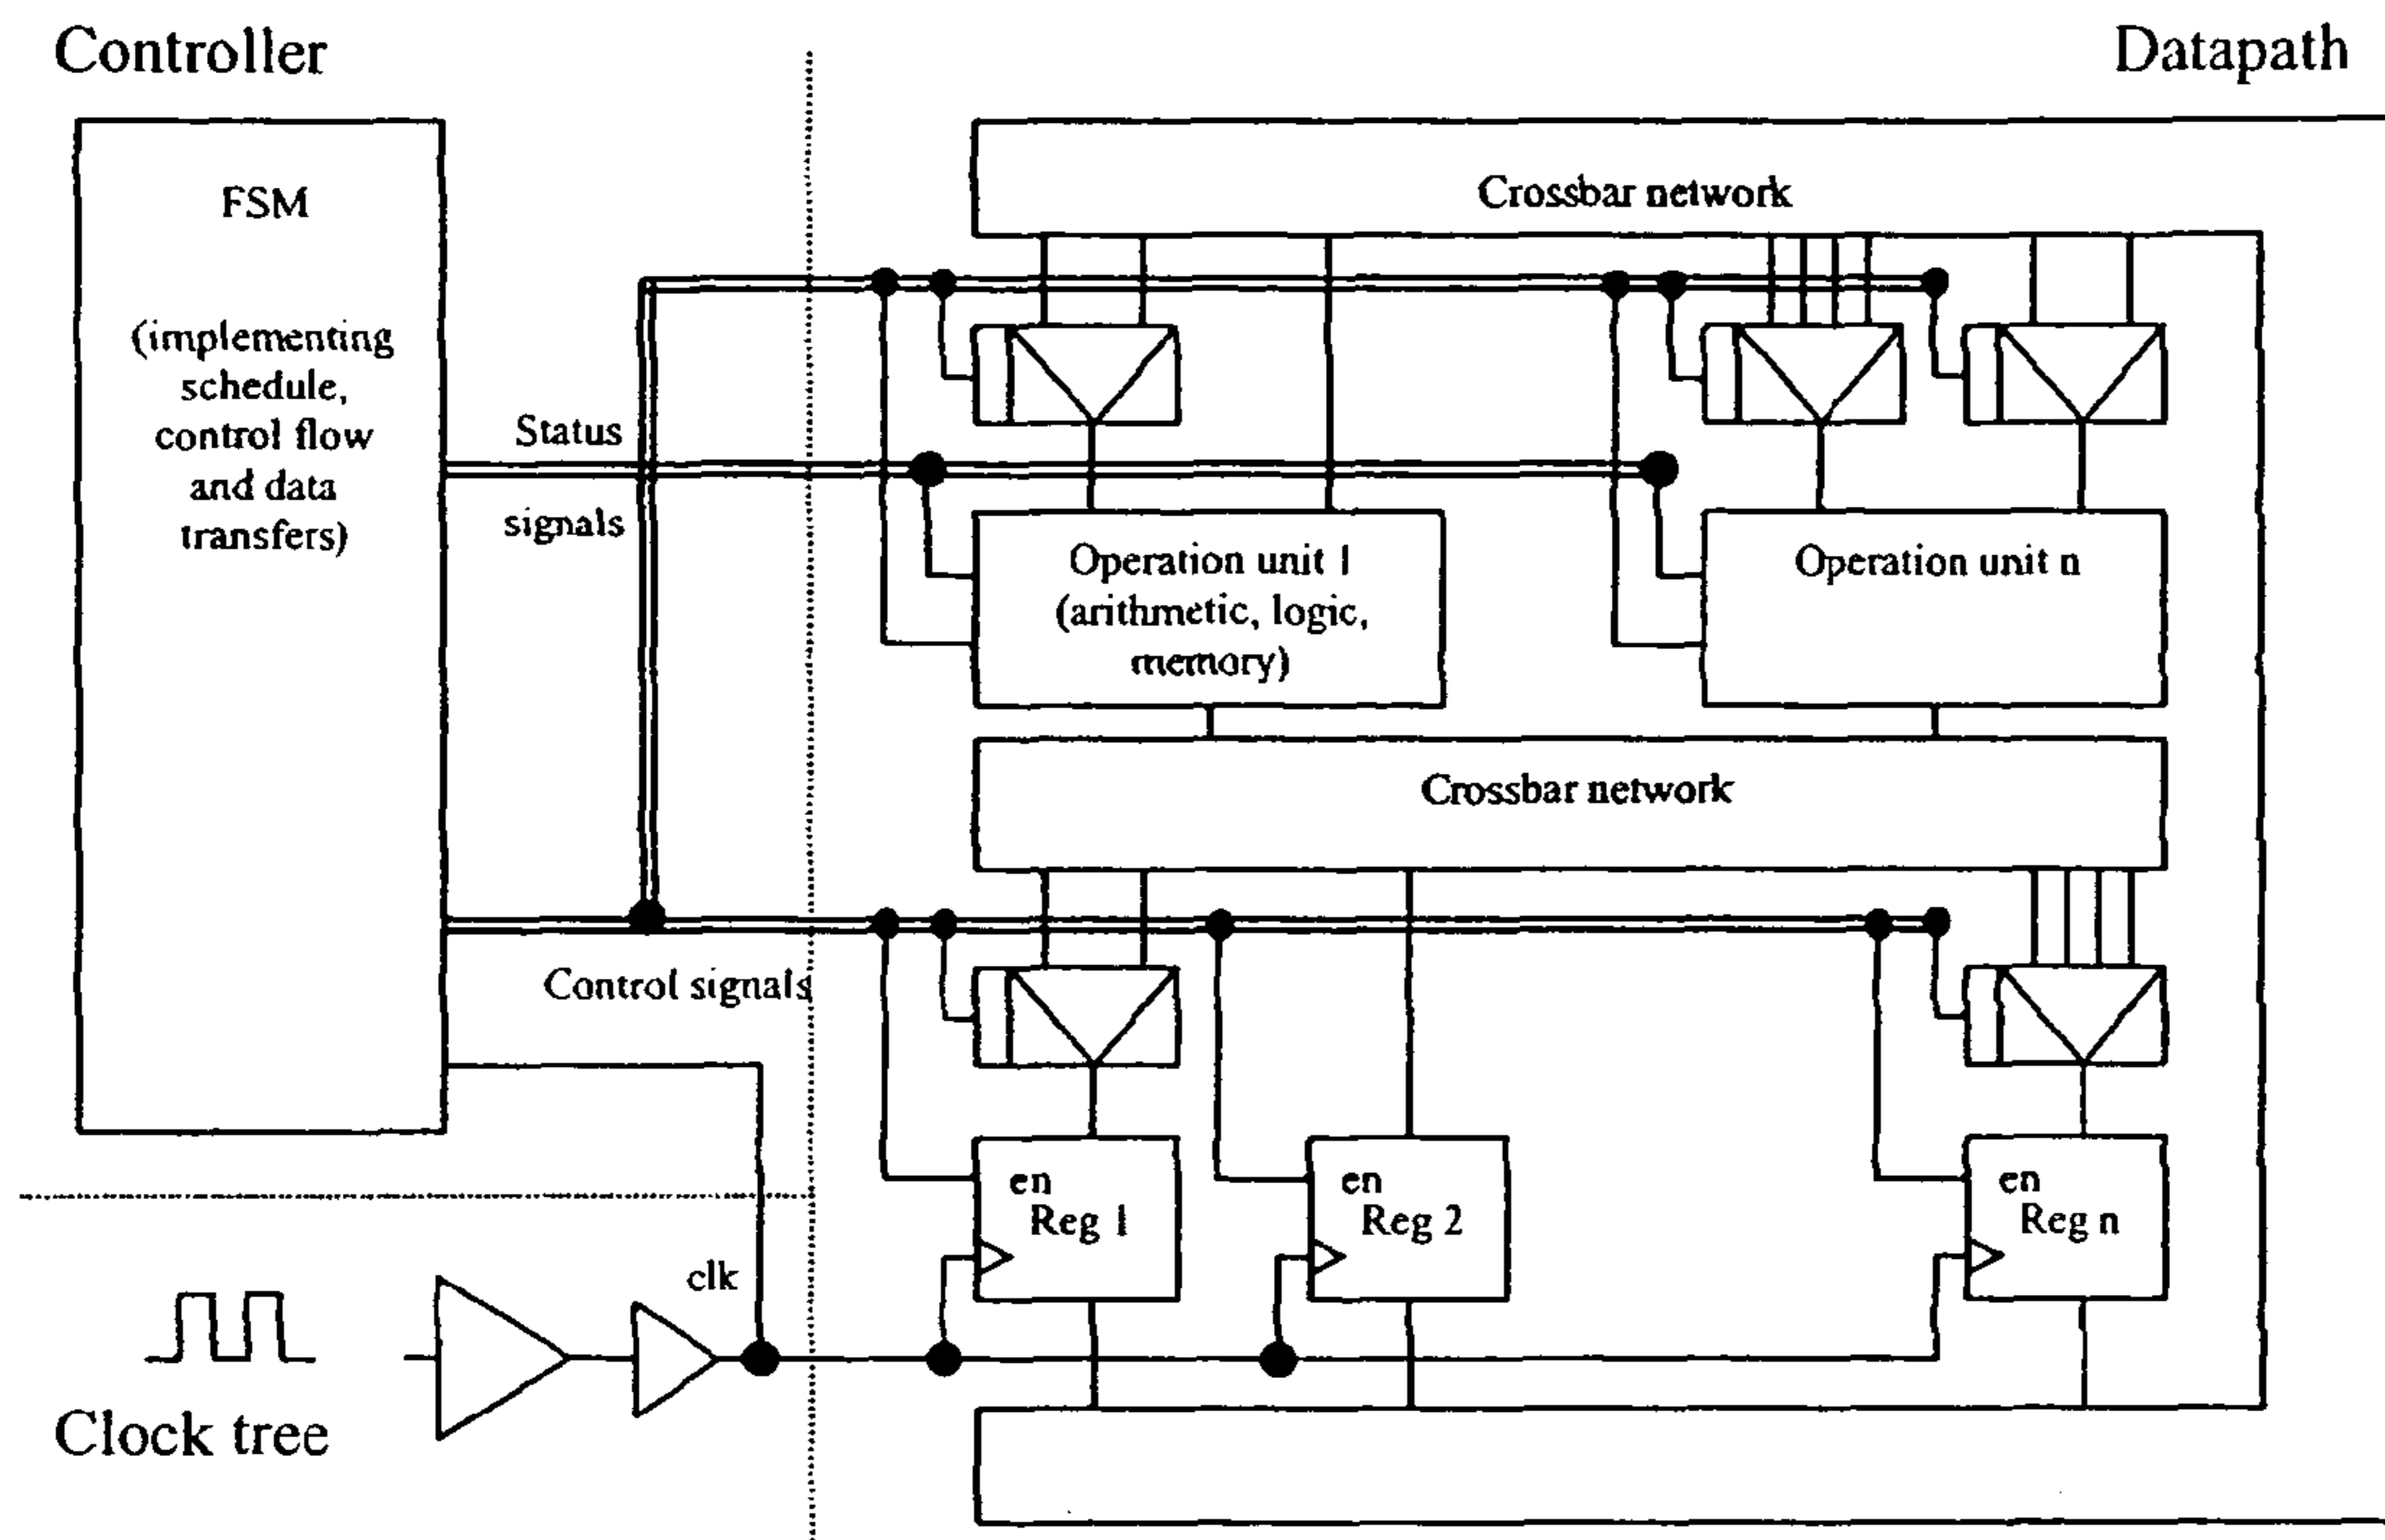 Controller
Datapath
FSM
(implementing
schedule,
control flow
and data
transfers)
Status
signals
Control signals
Crossbar network
Operation unit 1
(arithmetic, logic,
memory)
Operation unit n
Crossbar network
en
Reg 1
en
Reg 2
en
Reg n
clk
Clock tree